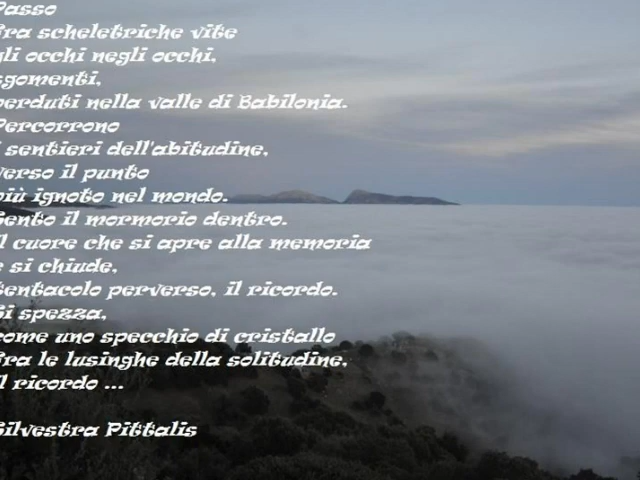 Passo
fra scheletriche vite
gli occhi negli occhi,
sgomenti,
perduti nella valle di Babilonia.
Percorrono
i sentieri dell'abitudine,
verso il punto
più ignoto nel mondo.
Sento il mormorio dentro.
Il cuore che si apre alla memoria
e si chiude,
tentacolo perverso, il ricordo.
Si spezza,
come uno specchio di cristallo
fra le lusinghe della solitudine,
il ricordo ...
Silvestra Pittalis